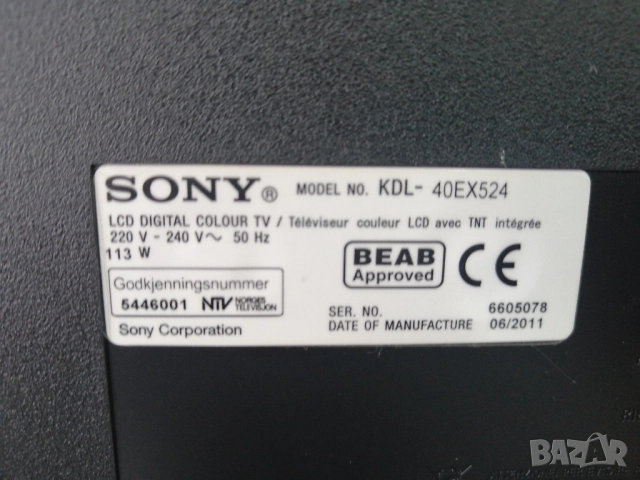 SONY® MODEL NO. KDL- 40EX524
LCD DIGITAL COLOUR TV / Téléviseur couleur LCD avec TNT intégrée
220 V - 240 V~ 50 Hz
113 W
BEAB
Approved
CE
Godkjenningsnummer
5446001 NTV NORGES
TELEVISJON
Sony Corporation
SER. NO. 6605078
DATE OF MANUFACTURE 06/2011
BAZAR
bg